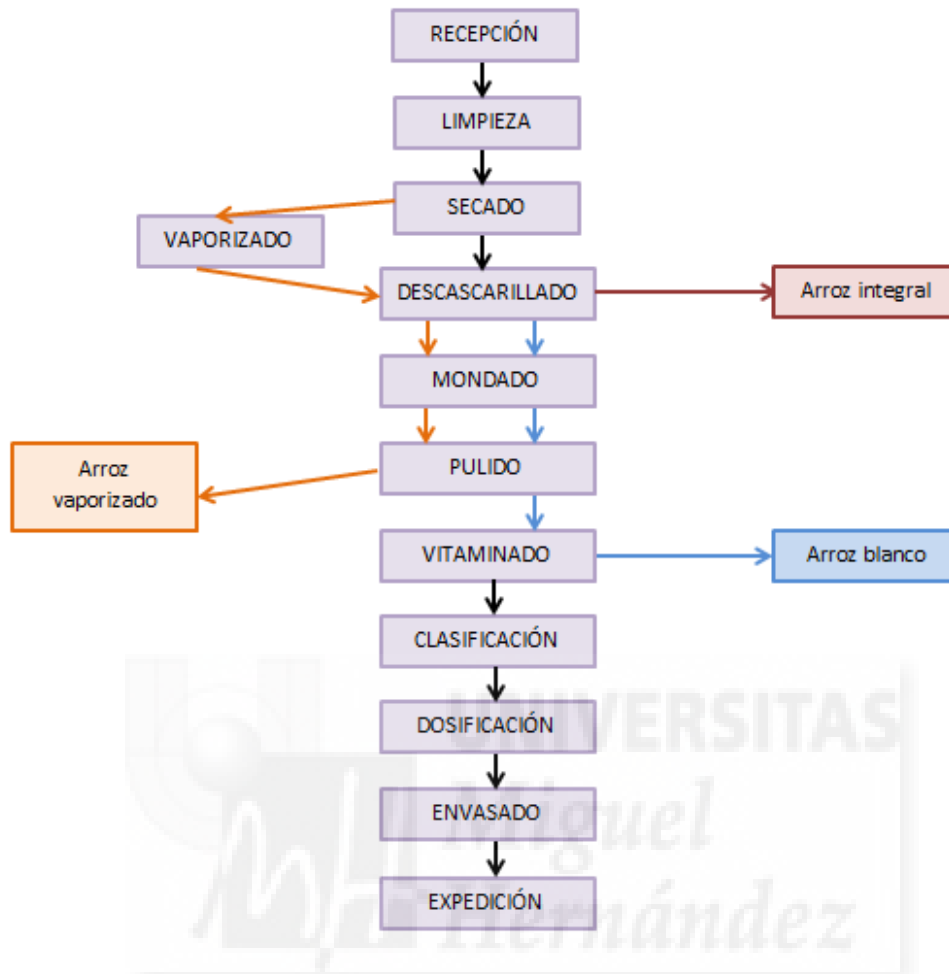 RECEPCIÓN
LIMPIEZA
SECADO
VAPORIZADO
DESCASCARILLADO
Arroz integral
MONDADO
Arroz
vaporizado
PULIDO
VITAMINADO
Arroz blanco
CLASIFICACIÓN
DOSIFICACIÓN
UNIVERSITAS
ENVASADO
Miguel
EXPEDICIÓN
Hernández